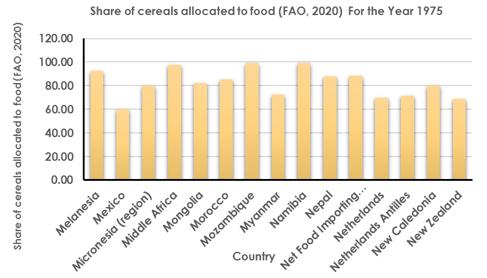 Share of cereals allocated to food (FAO, 2020)  For the Year 1975
Share of cereals allocated to food (FAO, 2020)
120.00
100.00
80.00
60.00
40.00
20.00
0.00
Melanesia
Mexico
Micronesia (region)
Middle Africa
Mongolia
Morocco
Mozambique
Myanmar
Namibia
Nepal
Net Food Importing...
Netherlands
Netherlands Antilles
New Caledonia
New Zealand
Country